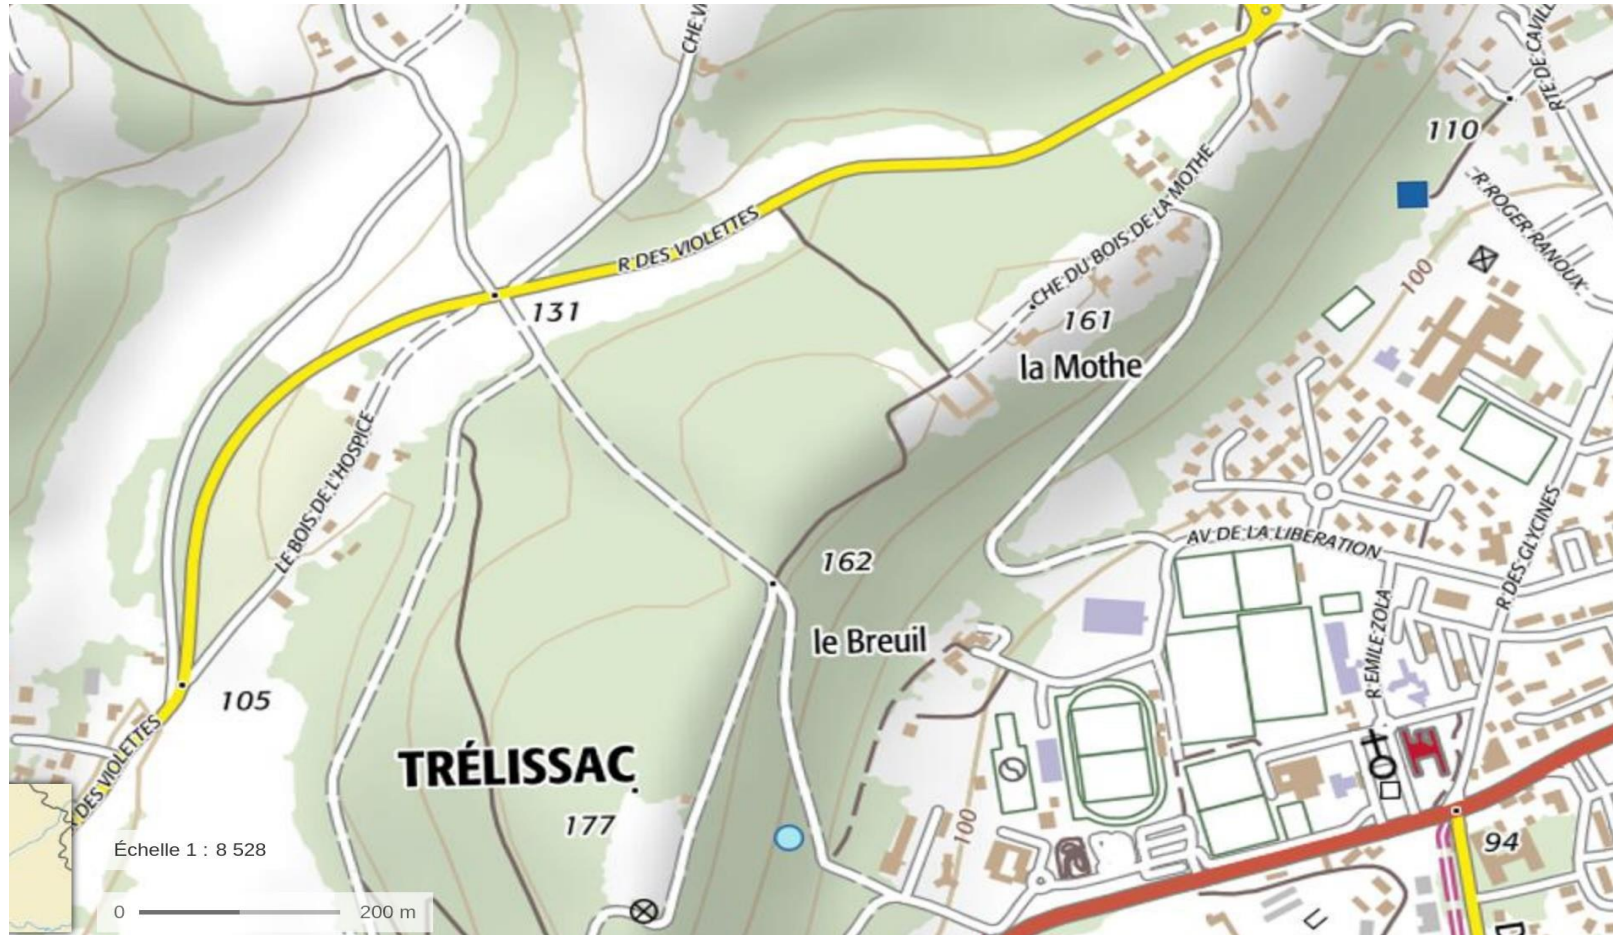 CHE V
RTE DE CAVILL
110
R ROGER RANOUX
CHE DU BOIS DE LA MOTHE
R DES VIOLETTES
100
131
161
la Mothe
LE BOIS DE L'HOSPICE
R DES GLYCINES
AV DE LA LIBERATION
162
le Breuil
R EMILE ZOLA
105
TRÉLISSAC
DES VIOLETTES
177
100
94
Échelle 1 : 8 528
0 200 m